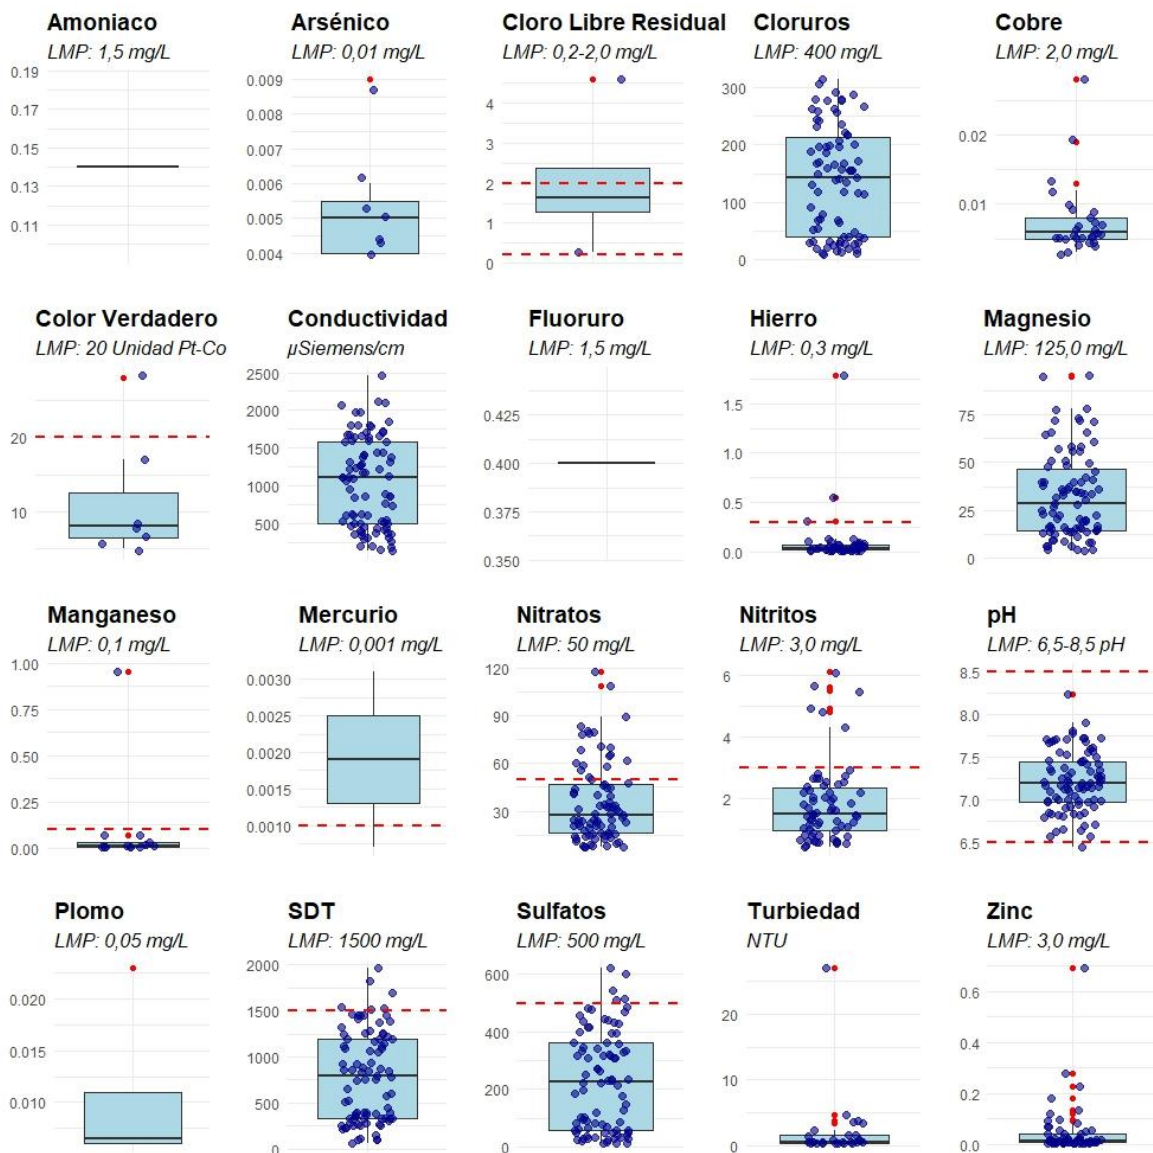 Amoniaco
LMP: 1,5 mg/L
0.19
0.17
0.15
0.13
0.11
Arsénico
LMP: 0,01 mg/L
0.009
0.008
0.007
0.006
0.005
0.004
Cloro Libre Residual
LMP: 0,2-2,0 mg/L
4
3
2
1
0
Cloruros
LMP: 400 mg/L
300
200
100
0
Cobre
LMP: 2,0 mg/L
0.02
0.01
Color Verdadero
LMP: 20 Unidad Pt-Co
20
10
Conductividad
µSiemens/cm
2500
2000
1500
1000
500
Fluoruro
LMP: 1,5 mg/L
0.425
0.400
0.375
0.350
Hierro
LMP: 0,3 mg/L
1.5
1.0
0.5
0.0
Magnesio
LMP: 125,0 mg/L
75
50
25
0
Manganeso
LMP: 0,1 mg/L
1.00
0.75
0.50
0.25
0.00
Mercurio
LMP: 0,001 mg/L
0.0030
0.0025
0.0020
0.0015
0.0010
Nitratos
LMP: 50 mg/L
120
90
60
30
Nitritos
LMP: 3,0 mg/L
6
4
2
pH
LMP: 6,5-8,5 pH
8.5
8.0
7.5
7.0
6.5
Plomo
LMP: 0,05 mg/L
0.020
0.015
0.010
SDT
LMP: 1500 mg/L
2000
1500
1000
500
0
Sulfatos
LMP: 500 mg/L
600
400
200
0
Turbiedad
NTU
20
10
0
Zinc
LMP: 3,0 mg/L
0.6
0.4
0.2
0.0